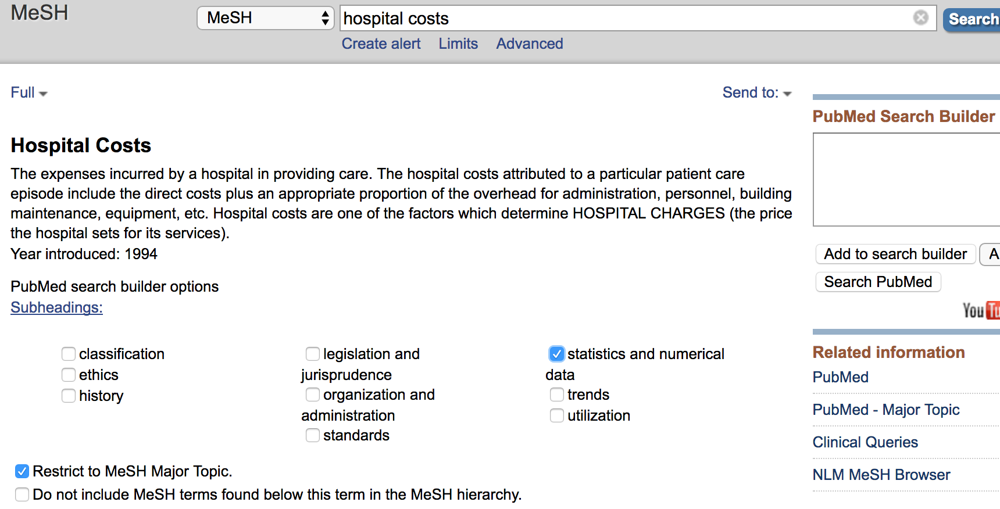 MeSH
MeSH
hospital costs
Search
Create alert Limits Advanced
Full
Send to:
Hospital Costs
The expenses incurred by a hospital in providing care. The hospital costs attributed to a particular patient care
episode include the direct costs plus an appropriate proportion of the overhead for administration, personnel, building
maintenance, equipment, etc. Hospital costs are one of the factors which determine HOSPITAL CHARGES (the price
the hospital sets for its services).
Year introduced: 1994
PubMed search builder options
Subheadings:
classification
ethics
history
legislation and
jurisprudence
organization and
administration
standards
statistics and numerical
data
trends
utilization
Restrict to MeSH Major Topic.
Do not include MeSH terms found below this term in the MeSH hierarchy.
PubMed Search Builder
Add to search builder
A
Search PubMed
YouTu
Related information
PubMed
PubMed - Major Topic
Clinical Queries
NLM MeSH Browser